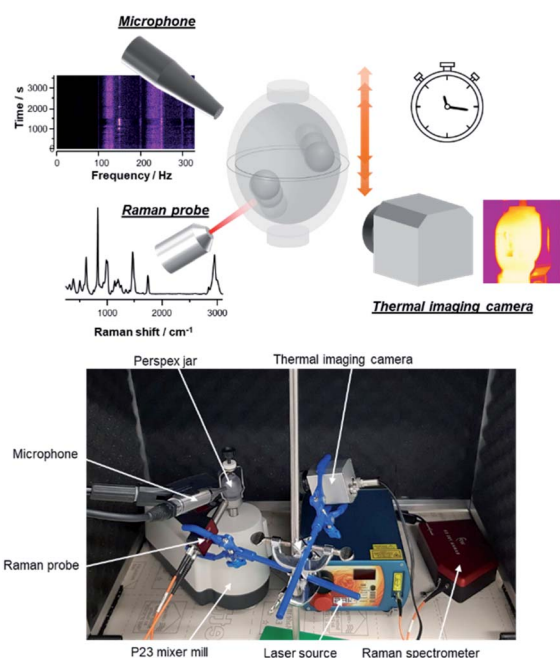 Microphone
3000
2000
1000
0
Time / s
0 100 200 300
Frequency / Hz
Raman probe
1000 2000 3000
Raman shift / cm-1
Thermal imaging camera
Perspex jar
Thermal imaging camera
Microphone
Raman probe
P23 mixer mill
Laser source
Raman spectrometer